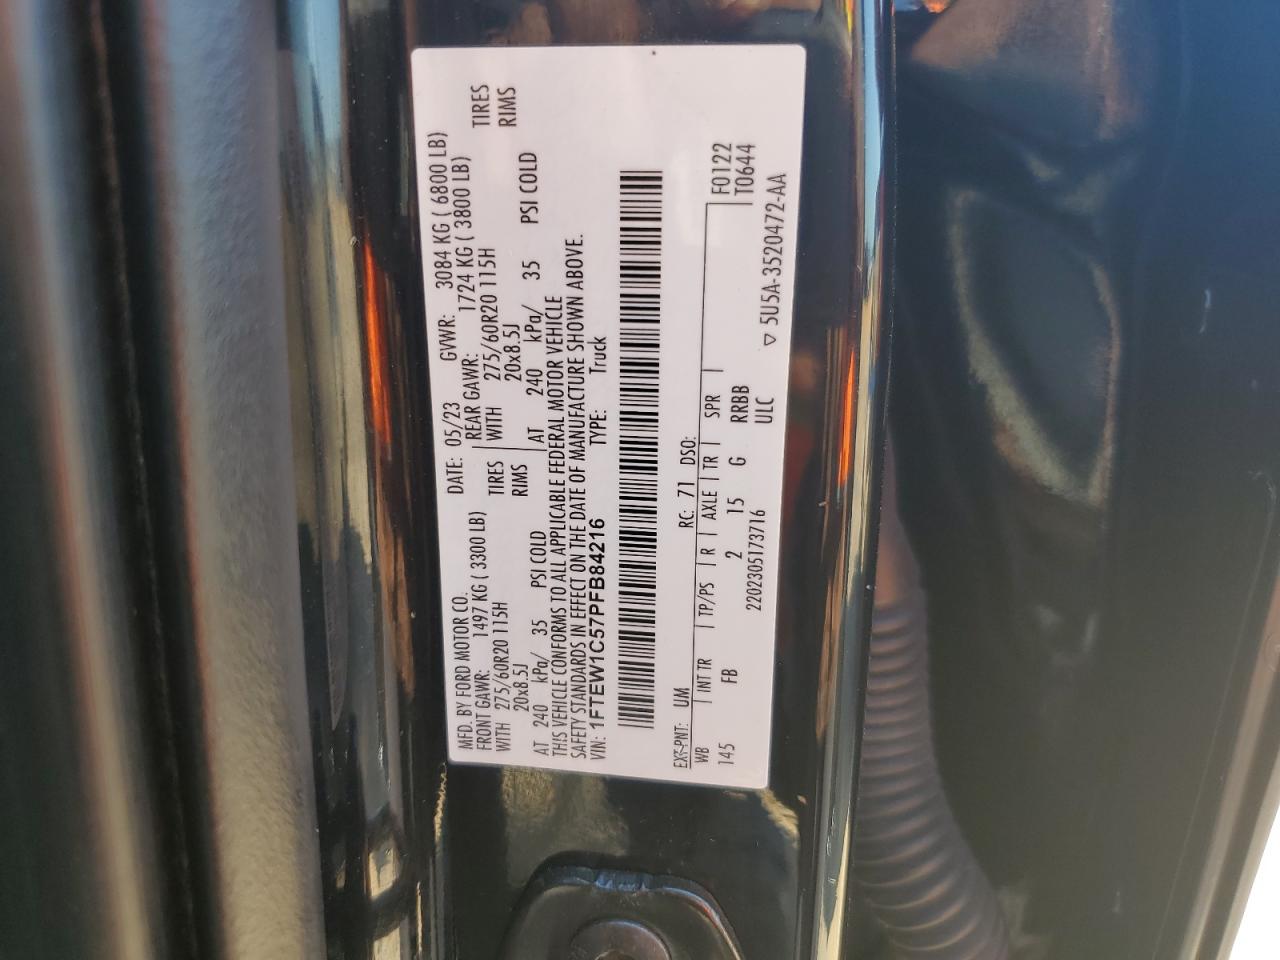 MFD. BY FORD MOTOR CO.
DATE: 05/23 GVWR: 3084 KG ( 6800 LB)
FRONT GAWR: 1497 KG ( 3300 LB) REAR GAWR: 1724 KG ( 3800 LB)
WITH 275/60R20 115H TIRES WITH 275/60R20 115H TIRES
20x8.5J RIMS 20x8.5J RIMS
AT 240 kPa/ 35 PSI COLD AT 240 kPa/ 35 PSI COLD
THIS VEHICLE CONFORMS TO ALL APPLICABLE FEDERAL MOTOR VEHICLE
SAFETY STANDARDS IN EFFECT ON THE DATE OF MANUFACTURE SHOWN ABOVE.
VIN: 1FTEW1C57PFB84216 TYPE: Truck
EXT-PNT: UM RC: 71 DSO:
WB INT TR TP/PS R AXLE TR SPR F0122
145 FB 2 15 G RRBB T0644
2202305173716 ULC
▽ 5U5A-3520472-AA